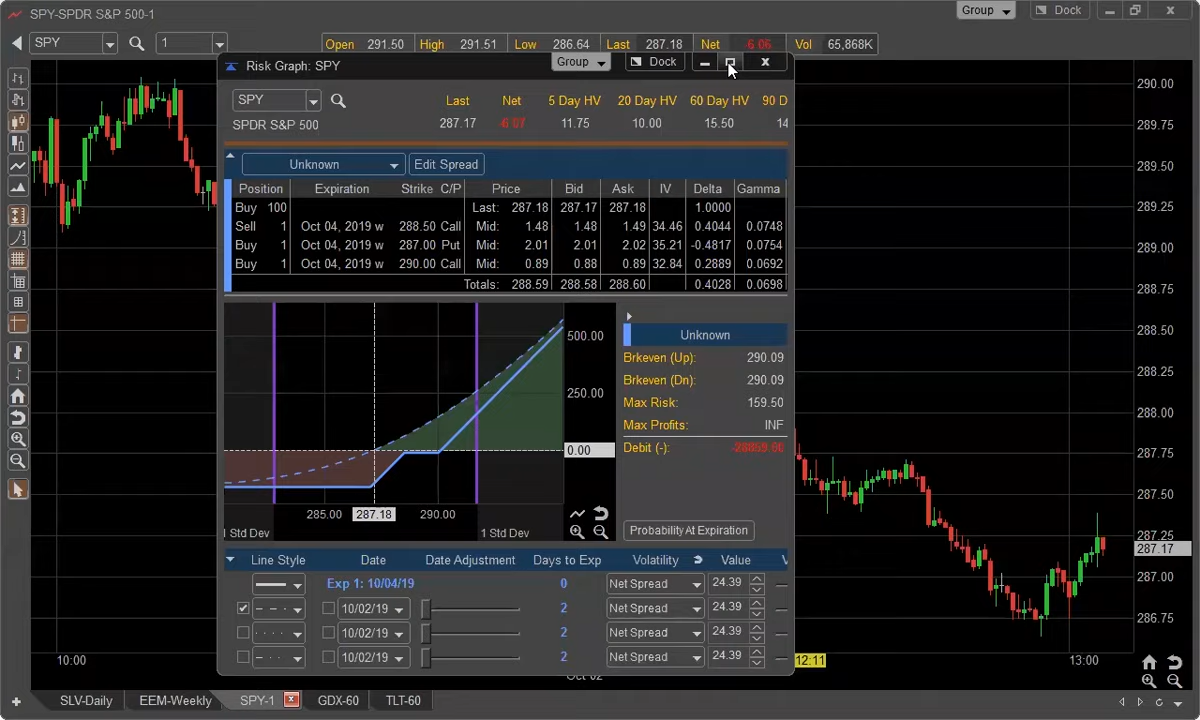 SPY-SPDR S&P 500-1
Group
Dock
SPY
1
Open 291.50 High 291.51 Low 286.64 Last 287.18 Net -6.06 Vol 65,868K
Risk Graph: SPY
Group
Dock
X
SPY
Last Net 5 Day HV 20 Day HV 60 Day HV 90 D
SPDR S&P 500 287.17 -6.07 11.75 10.00 15.50 14
Unknown Edit Spread
Position Expiration Strike C/P Price Bid Ask IV Delta Gamma
Buy 100 Last: 287.18 287.17 287.18 1.0000
Sell 1 Oct 04, 2019 w 288.50 Call Mid: 1.48 1.48 1.49 34.46 0.4044 0.0748
Buy 1 Oct 04, 2019 w 287.00 Put Mid: 2.01 2.01 2.02 35.21 -0.4817 0.0754
Buy 1 Oct 04, 2019 w 290.00 Call Mid: 0.89 0.88 0.89 32.84 0.2889 0.0692
Totals: 288.59 288.58 288.60 0.4028 0.0698
500.00
250.00
0.00
285.00 287.18 290.00
1 Std Dev 1 Std Dev
Unknown
Brkeven (Up): 290.09
Brkeven (Dn): 290.09
Max Risk: 159.50
Max Profits: INF
Debit (-): -28859.00
Probability At Expiration
Line Style Date Date Adjustment Days to Exp Volatility Value V
Exp 1: 10/04/19 0 Net Spread 24.39
10/02/19 2 Net Spread 24.39
10/02/19 2 Net Spread 24.39
10/02/19 2 Net Spread 24.39
290.00
289.75
289.50
289.25
289.00
288.75
288.50
288.25
288.00
287.75
287.50
287.25
287.17
287.00
286.75
10:00 12:11 13:00
Oct 02
SLV-Daily EEM-Weekly SPY-1 GDX-60 TLT-60